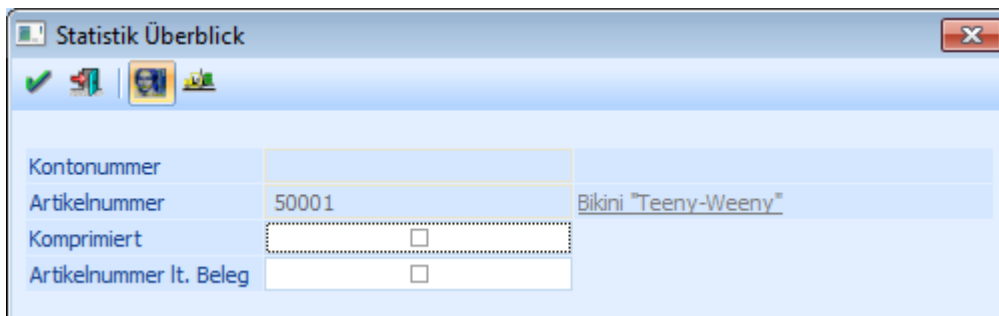 Statistik Überblick
Kontonummer
Artikelnummer 50001 Bikini "Teeny-Weeny"
Komprimiert
Artikelnummer lt. Beleg